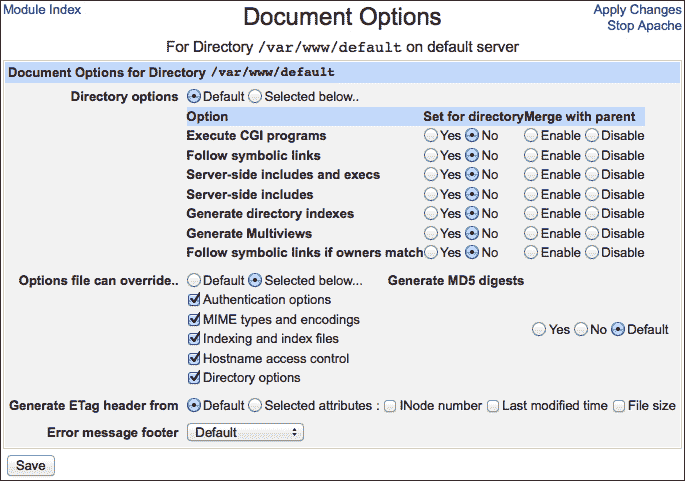 Module Index
Document Options
Apply Changes
Stop Apache
For Directory /var/www/default on default server
Document Options for Directory /var/www/default
Directory options Default Selected below..
Option Set for directory Merge with parent
Execute CGI programs Yes No Enable Disable
Follow symbolic links Yes No Enable Disable
Server-side includes and execs Yes No Enable Disable
Server-side includes Yes No Enable Disable
Generate directory indexes Yes No Enable Disable
Generate Multiviews Yes No Enable Disable
Follow symbolic links if owners match Yes No Enable Disable
Options file can override.. Default Selected below... Generate MD5 digests
Authentication options
MIME types and encodings
Yes No Default
Indexing and index files
Hostname access control
Directory options
Generate ETag header from Default Selected attributes : INode number Last modified time File size
Error message footer Default
Save